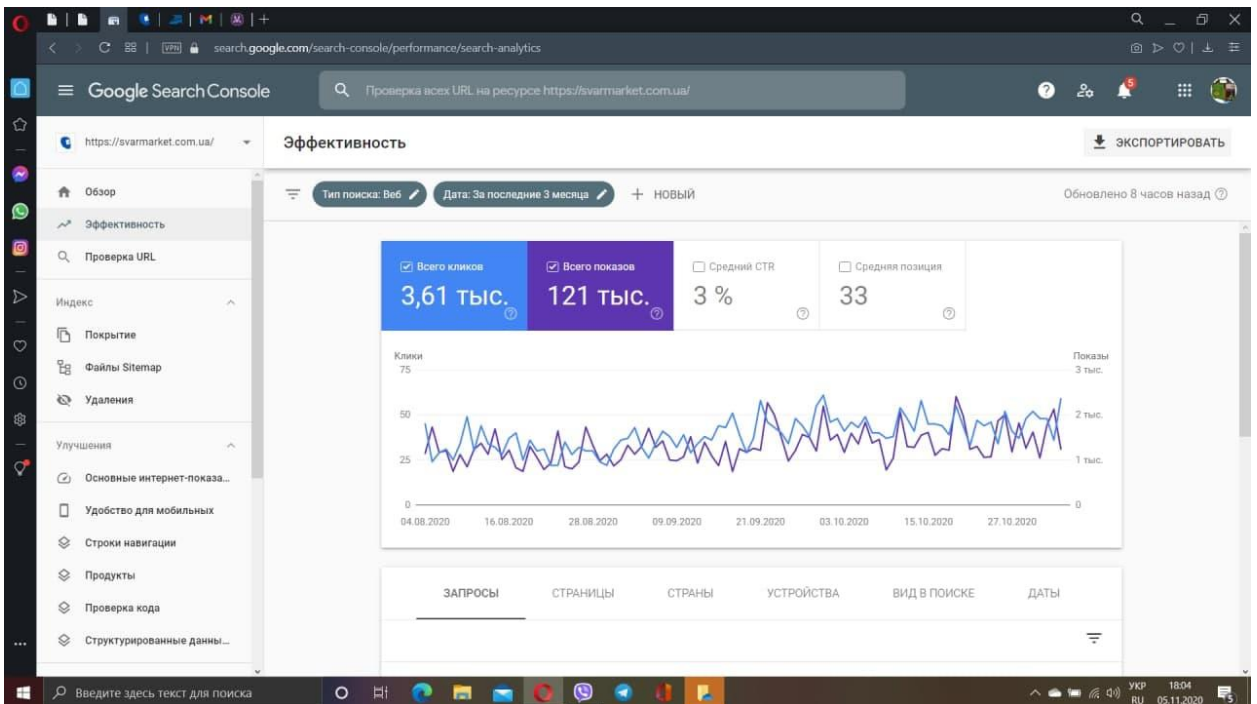 VPN
search.google.com/search-console/performance/search-analytics
Google Search Console
Проверка всех URL на ресурсе https://svarmarket.com.ua/
5
https://svarmarket.com.ua/
Эффективность
ЭКСПОРТИРОВАТЬ
Обзор
Эффективность
Проверка URL
Индекс
Покрытие
Файлы Sitemap
Удаления
Улучшения
Основные интернет-показа...
Удобство для мобильных
Строки навигации
Продукты
Проверка кода
Структурированные данны...
Тип поиска: Веб
Дата: За последние 3 месяца
+ НОВЫЙ
Обновлено 8 часов назад
Всего кликов
3,61 тыс.
Всего показов
121 тыс.
Средний CTR
3 %
Средняя позиция
33
Клики
75
50
25
0
Показы
3 тыс.
2 тыс.
1 тыс.
0
04.08.2020 16.08.2020 28.08.2020 09.09.2020 21.09.2020 03.10.2020 15.10.2020 27.10.2020
ЗАПРОСЫ СТРАНИЦЫ СТРАНЫ УСТРОЙСТВА ВИД В ПОИСКЕ ДАТЫ
Введите здесь текст для поиска
УКР
RU
18:04
05.11.2020
5